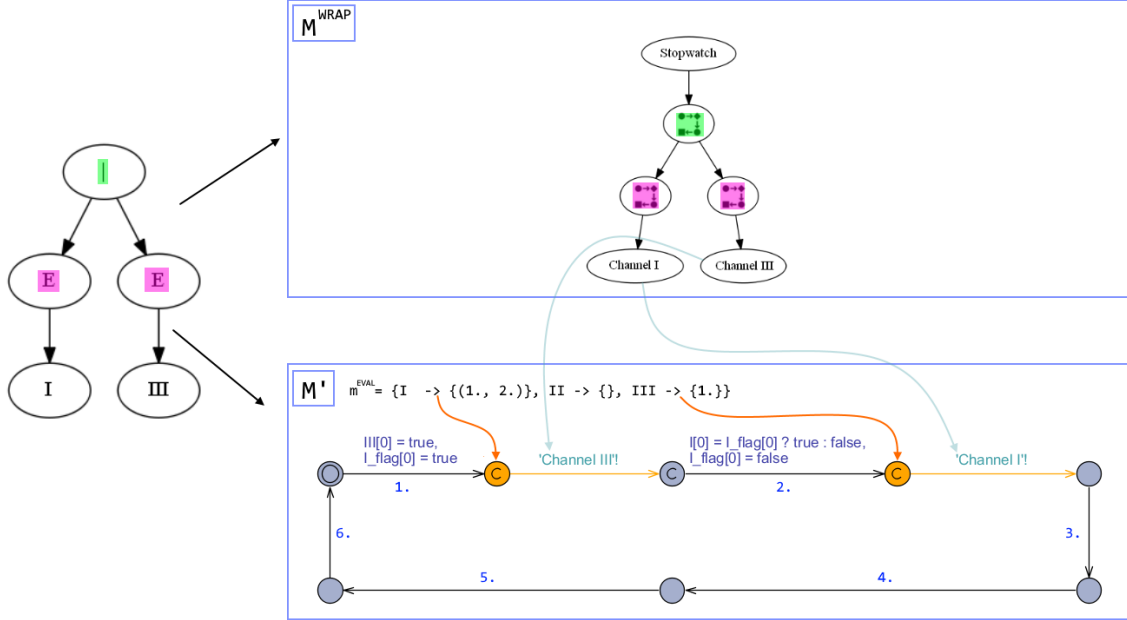 |
E E
I III
M WRAP
Stopwatch
Channel I Channel III
M' m EVAL = {I -> {(1., 2.)}, II -> {}, III -> {1.}}
III[0] = true,
I_flag[0] = true
I[0] = I_flag[0] ? true : false,
I_flag[0] = false
C 'Channel III'! C C 'Channel I'!
1. 2.
6. 3.
5. 4.